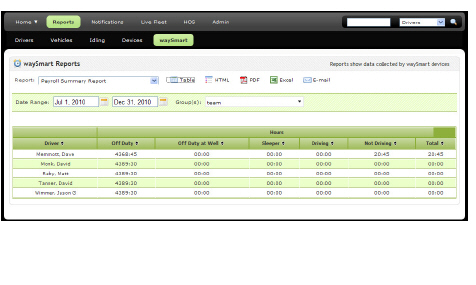 Home ▼ Reports Notifications Live Fleet HOS Admin Drivers
Drivers Vehicles Idling Devices waySmart
waySmart Reports Reports show data collected by waySmart devices
Report: Payroll Summary Report Table HTML PDF Excel E-mail
Date Range: Jul 1, 2010 Dec 31, 2010 Group(s): team
Hours
Driver Off Duty Off Duty at Well Sleeper Driving Not Driving Total
Memmott, Dave 4368:45 00:00 00:00 00:00 20:45 20:45
Monk, David 4389:30 00:00 00:00 00:00 00:00 00:00
Ruby, Matt 4389:30 00:00 00:00 00:00 00:00 00:00
Tanner, David 4389:30 00:00 00:00 00:00 00:00 00:00
Wimmer, Jason G 4389:30 00:00 00:00 00:00 00:00 00:00